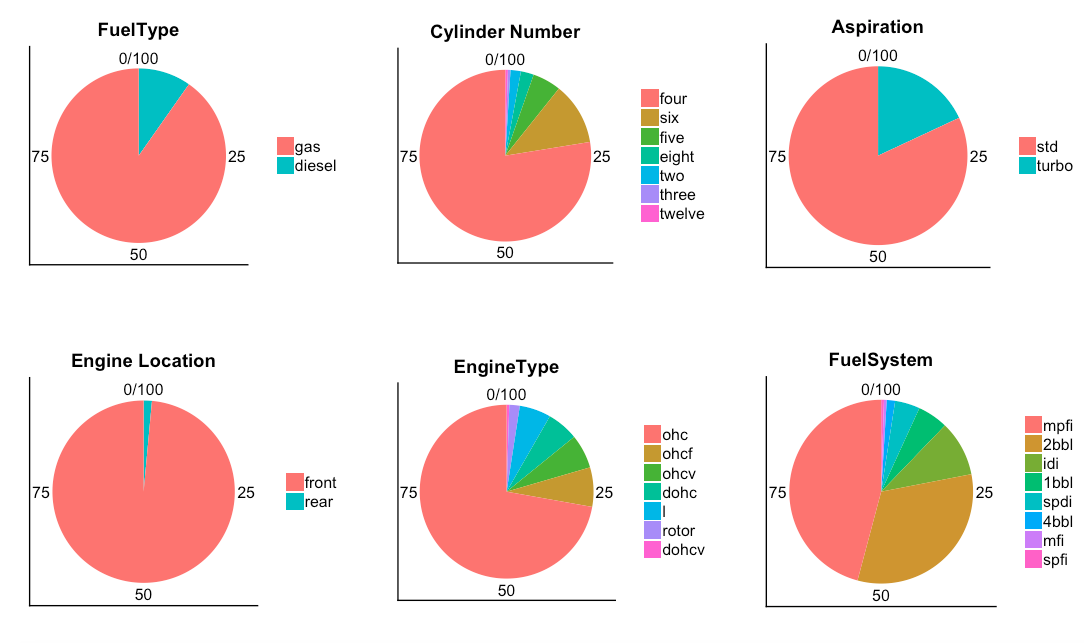 FuelType
0/100
75
25
50
gas
diesel
Cylinder Number
0/100
75
25
50
four
six
five
eight
two
three
twelve
Aspiration
0/100
75
25
50
std
turbo
Engine Location
0/100
75
25
50
front
rear
EngineType
0/100
75
25
50
ohc
ohcf
ohcv
dohc
l
rotor
dohcv
FuelSystem
0/100
75
25
50
mpfi
2bbl
idi
1bbl
spdi
4bbl
mfi
spfi